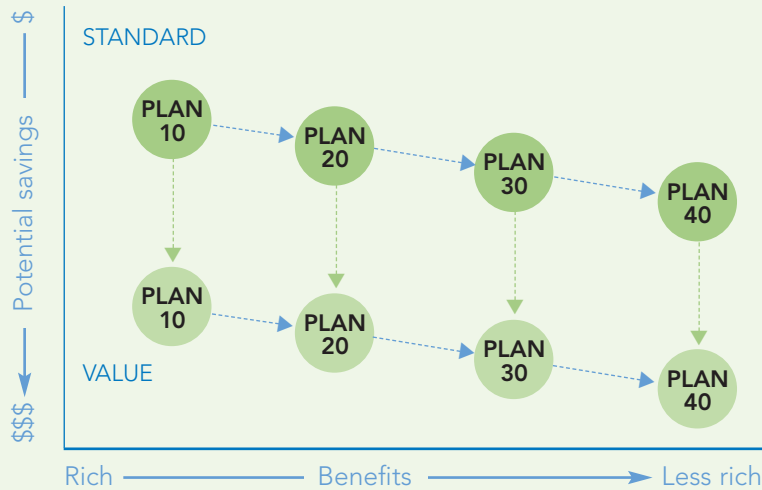 $
Potential savings
$$$
STANDARD
PLAN
10
PLAN
20
PLAN
30
PLAN
40
PLAN
10
PLAN
20
PLAN
30
PLAN
40
VALUE
Rich
Benefits
Less rich